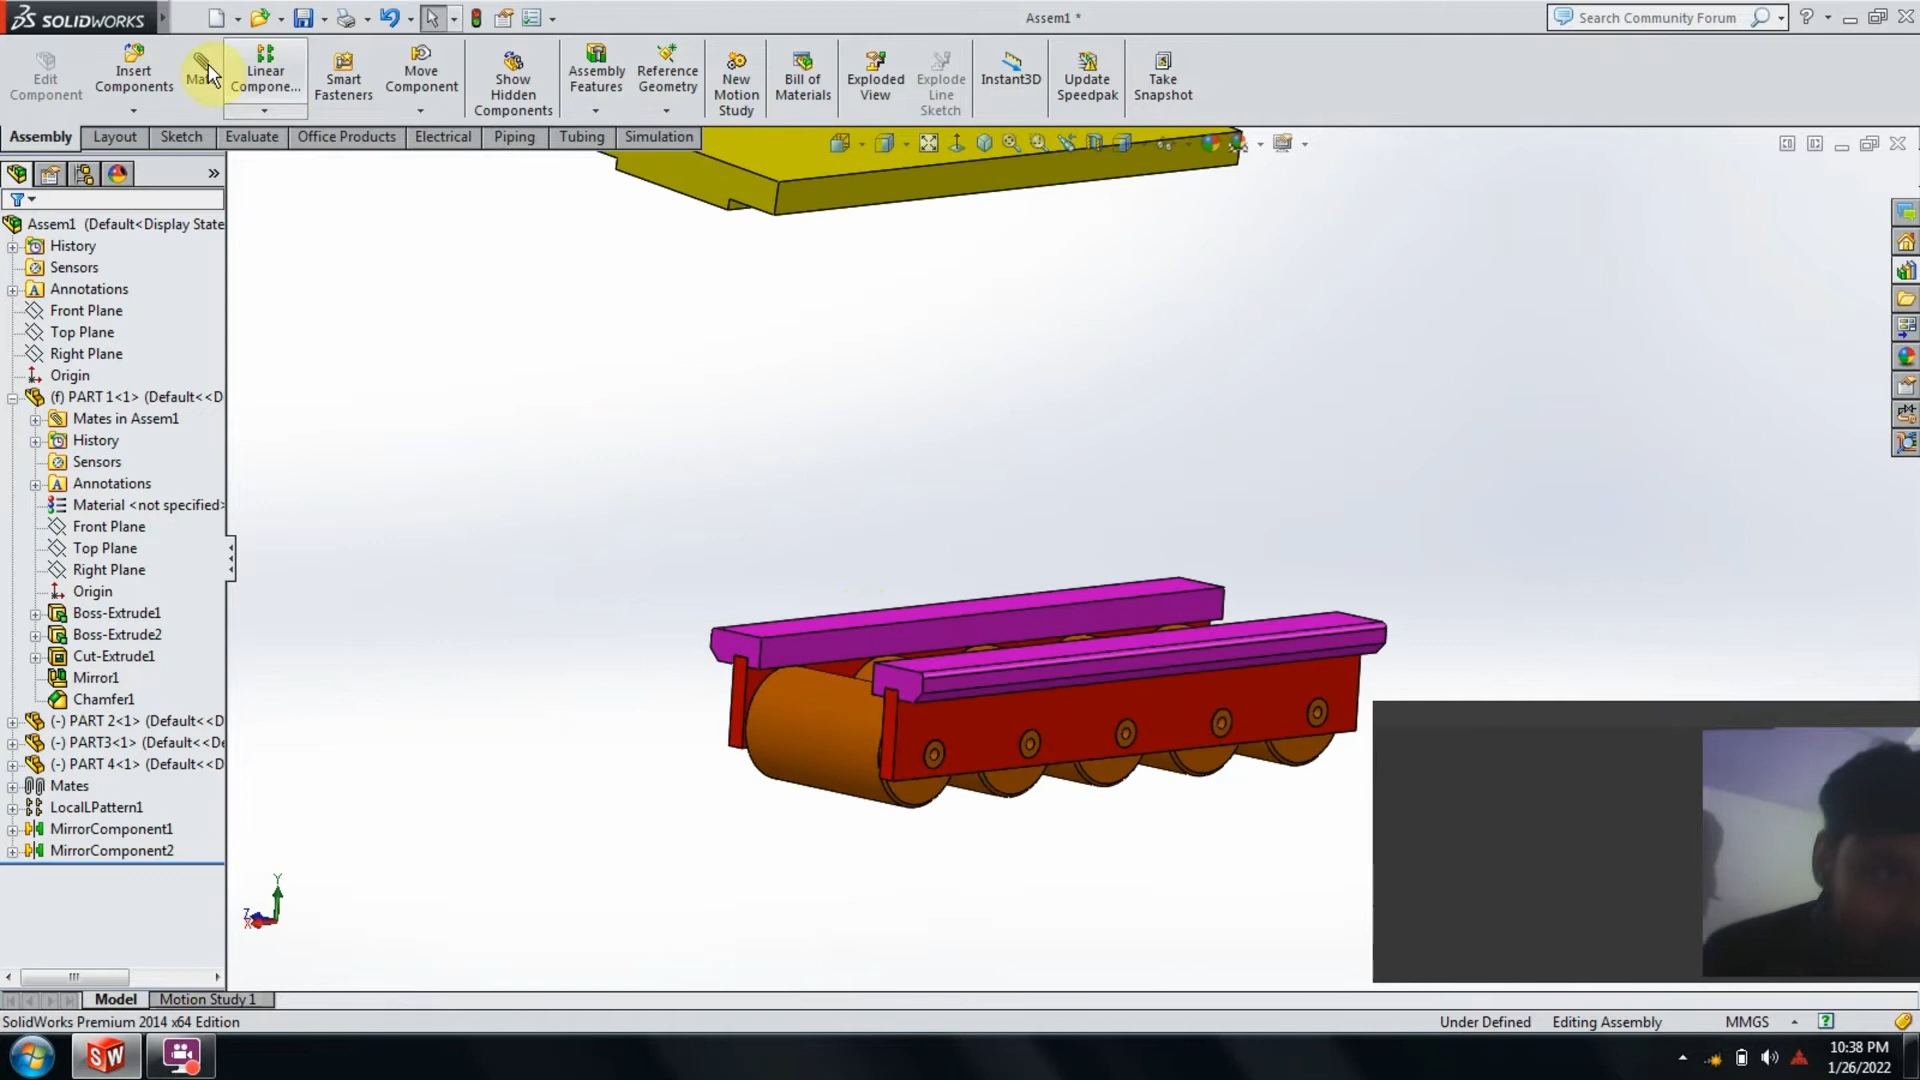 SOLIDWORKS
Assem1 *
Search Community Forum
Edit Component
Insert Components
Mate
Linear Compone...
Smart Fasteners
Move Component
Show Hidden Components
Assembly Features
Reference Geometry
New Motion Study
Bill of Materials
Exploded View
Explode Line Sketch
Instant3D
Update Speedpak
Take Snapshot
Assembly
Layout
Sketch
Evaluate
Office Products
Electrical
Piping
Tubing
Simulation
Assem1 (Default<Display State
History
Sensors
Annotations
Front Plane
Top Plane
Right Plane
Origin
(f) PART 1<1> (Default<<D
Mates in Assem1
History
Sensors
Annotations
Material <not specified>
Front Plane
Top Plane
Right Plane
Origin
Boss-Extrude1
Boss-Extrude2
Cut-Extrude1
Mirror1
Chamfer1
(-) PART 2<1> (Default<<D
(-) PART3<1> (Default<<De
(-) PART 4<1> (Default<<D
Mates
LocalLPattern1
MirrorComponent1
MirrorComponent2
Y
Z
X
Model
Motion Study 1
SolidWorks Premium 2014 x64 Edition
Under Defined
Editing Assembly
MMGS
SW
10:38 PM
1/26/2022